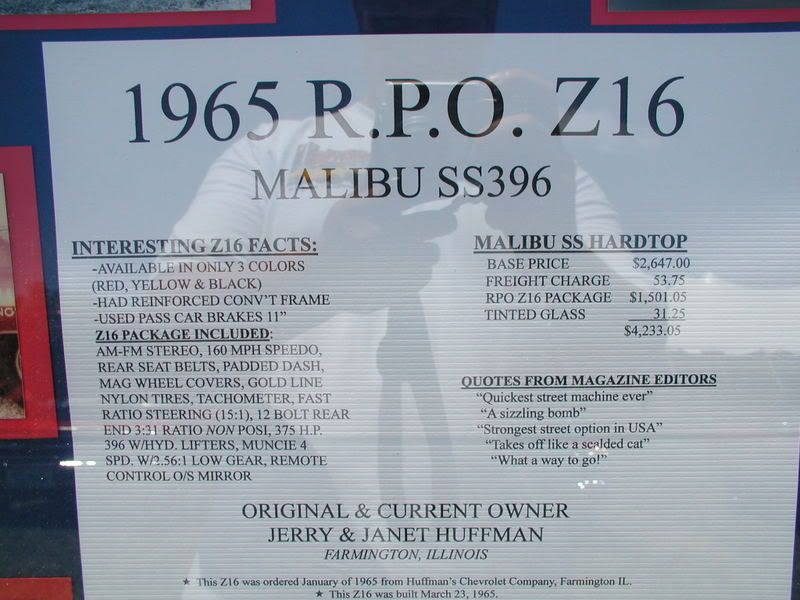 1965 R.P.O. Z16
MALIBU SS396
INTERESTING Z16 FACTS:
-AVAILABLE IN ONLY 3 COLORS
(RED, YELLOW & BLACK)
-HAD REINFORCED CONV'T FRAME
-USED PASS CAR BRAKES 11"
Z16 PACKAGE INCLUDED:
AM-FM STEREO, 160 MPH SPEEDO,
REAR SEAT BELTS, PADDED DASH,
MAG WHEEL COVERS, GOLD LINE
NYLON TIRES, TACHOMETER, FAST
RATIO STEERING (15:1), 12 BOLT REAR
END 3:31 RATIO NON POSI, 375 H.P.
396 W/HYD. LIFTERS, MUNCIE 4
SPD. W/2.56:1 LOW GEAR, REMOTE
CONTROL O/S MIRROR
MALIBU SS HARDTOP
BASE PRICE $2,647.00
FREIGHT CHARGE 53.75
RPO Z16 PACKAGE $1,501.05
TINTED GLASS 31.25
$4,233.05
QUOTES FROM MAGAZINE EDITORS
"Quickest street machine ever"
"A sizzling bomb"
"Strongest street option in USA"
"Takes off like a scalded cat"
"What a way to go!"
ORIGINAL & CURRENT OWNER
JERRY & JANET HUFFMAN
FARMINGTON, ILLINOIS
★ This Z16 was ordered January of 1965 from Huffman's Chevrolet Company, Farmington IL.
★ This Z16 was built March 23, 1965.